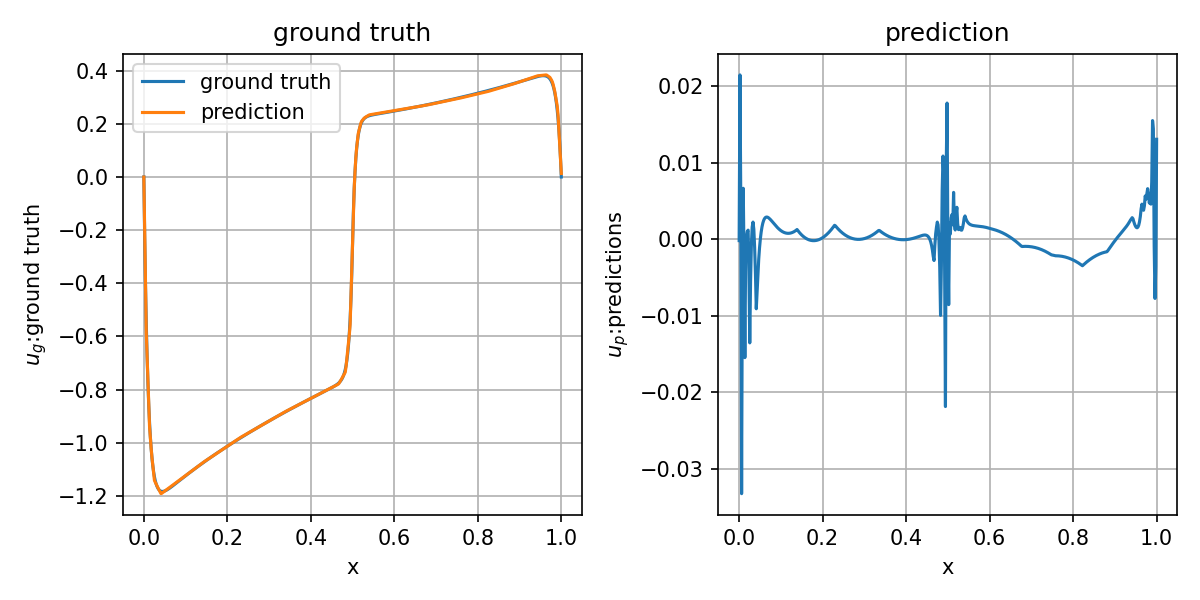 ground truth
ground truth
prediction
0.4
0.2
0.0
−0.2
−0.4
−0.6
−0.8
−1.0
−1.2
u_g:ground truth
0.0 0.2 0.4 0.6 0.8 1.0
x
prediction
0.02
0.01
0.00
−0.01
−0.02
−0.03
u_p:predictions
0.0 0.2 0.4 0.6 0.8 1.0
x